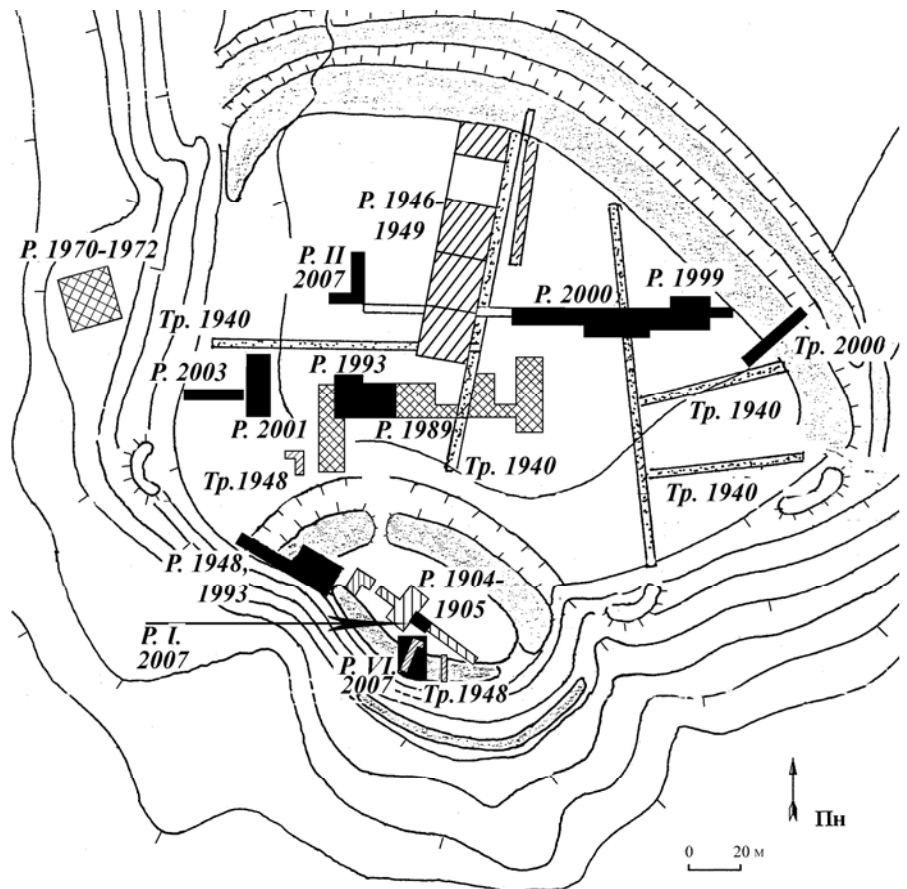 Р. 1946-
1949
Р. 1970-1972
Р. II
2007
Р. 1999
Р. 2000
Тр. 1940
Тр. 2000
Р. 2003
Р. 1993
Тр. 1940
Р. 2001
Р. 1989
Тр.1948
Тр. 1940
Тр. 1940
Р. 1948,
1993
Р. 1904-
1905
Р. I.
2007
Р. VI.
2007
Тр.1948
Пн
0 20 м